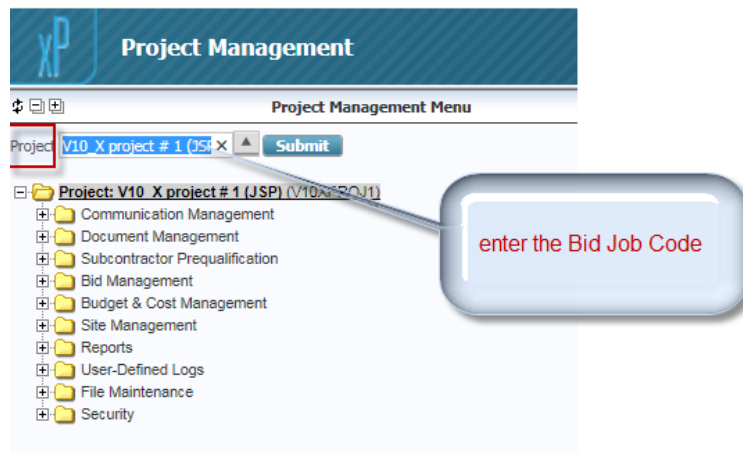 xP Project Management
Project Management Menu
Project V10_X project # 1 (JSP Submit
Project: V10_X project # 1 (JSP) (V10XPROJ1)
Communication Management
Document Management
enter the Bid Job Code
Subcontractor Prequalification
Bid Management
Budget & Cost Management
Site Management
Reports
User-Defined Logs
File Maintenance
Security